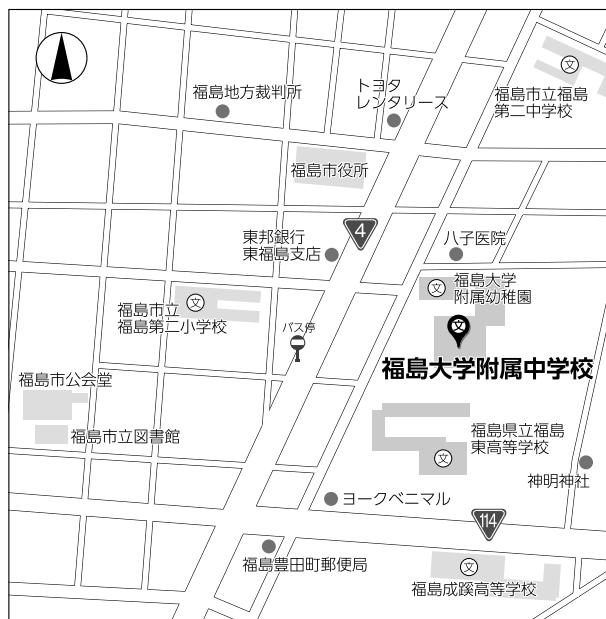 福島地方裁判所
トヨタ
レンタリース
文
福島市立福島
第二中学校
福島市役所
4
東邦銀行
東福島支店
八子医院
文
福島大学
附属幼稚園
文
福島市立
福島第二小学校
バス停
文
福島大学附属中学校
福島市公会堂
福島市立図書館
福島県立福島
東高等学校
文
神明神社
ヨークベニマル
114
福島豊田町郵便局
文
福島成蹊高等学校